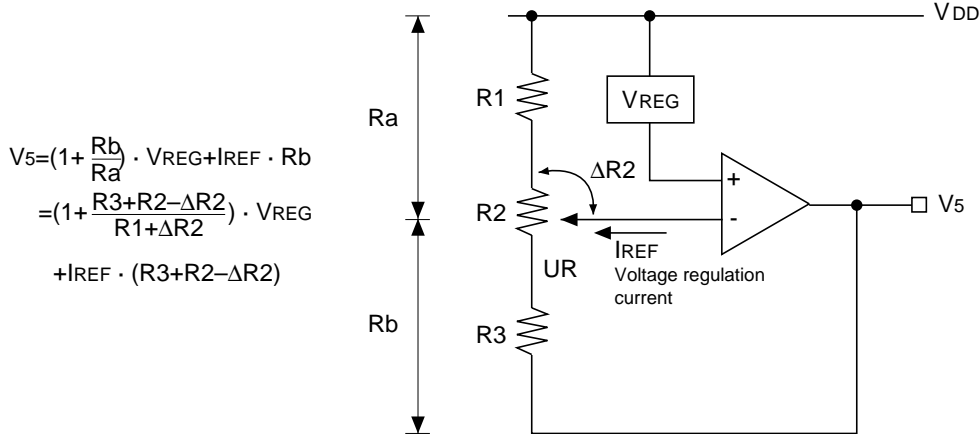 VDD
R1
VREG
Ra
V5=(1+ Rb/Ra) · VREG+IREF · Rb
=(1+ R3+R2−ΔR2/R1+ΔR2) · VREG
+IREF · (R3+R2−ΔR2)
ΔR2
+
-
R2
V5
IREF
Voltage regulation
current
UR
R3
Rb